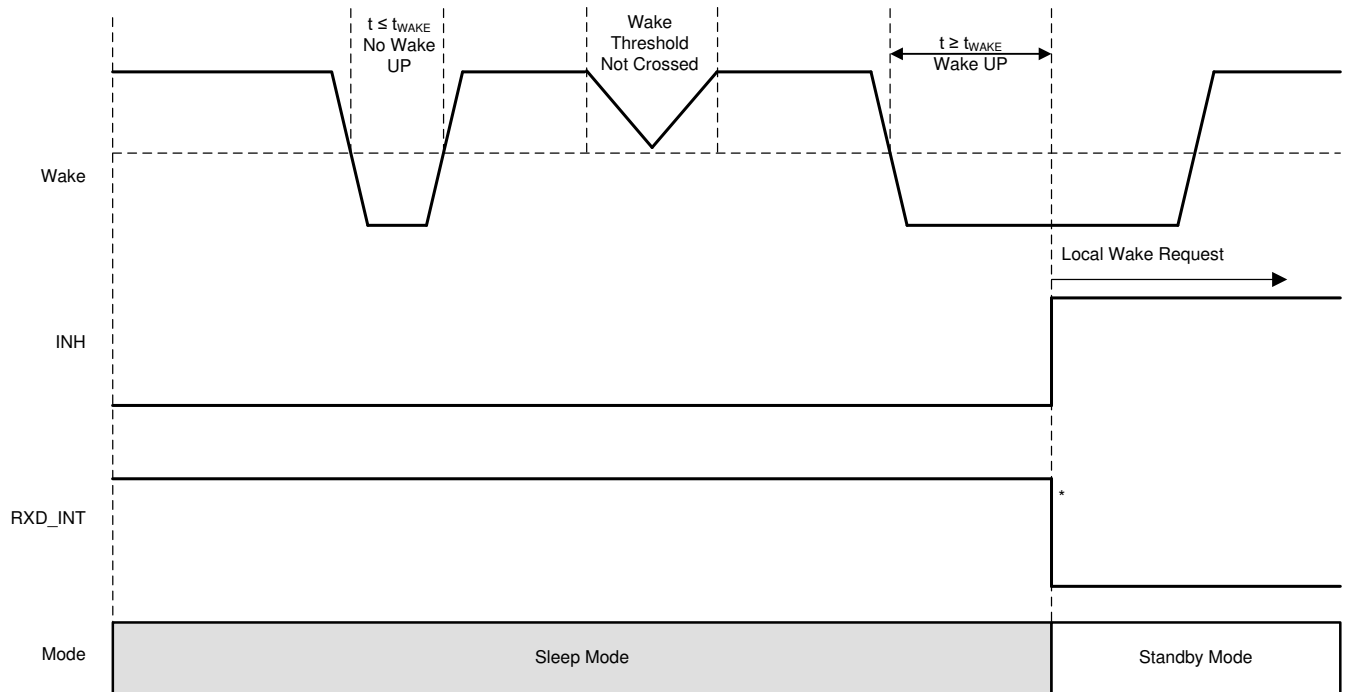 t ≤ tWAKE
No Wake
UP
Wake
Threshold
Not Crossed
t ≥ tWAKE
Wake UP
Wake
Local Wake Request
INH
*
RXD_INT
Mode
Sleep Mode
Standby Mode